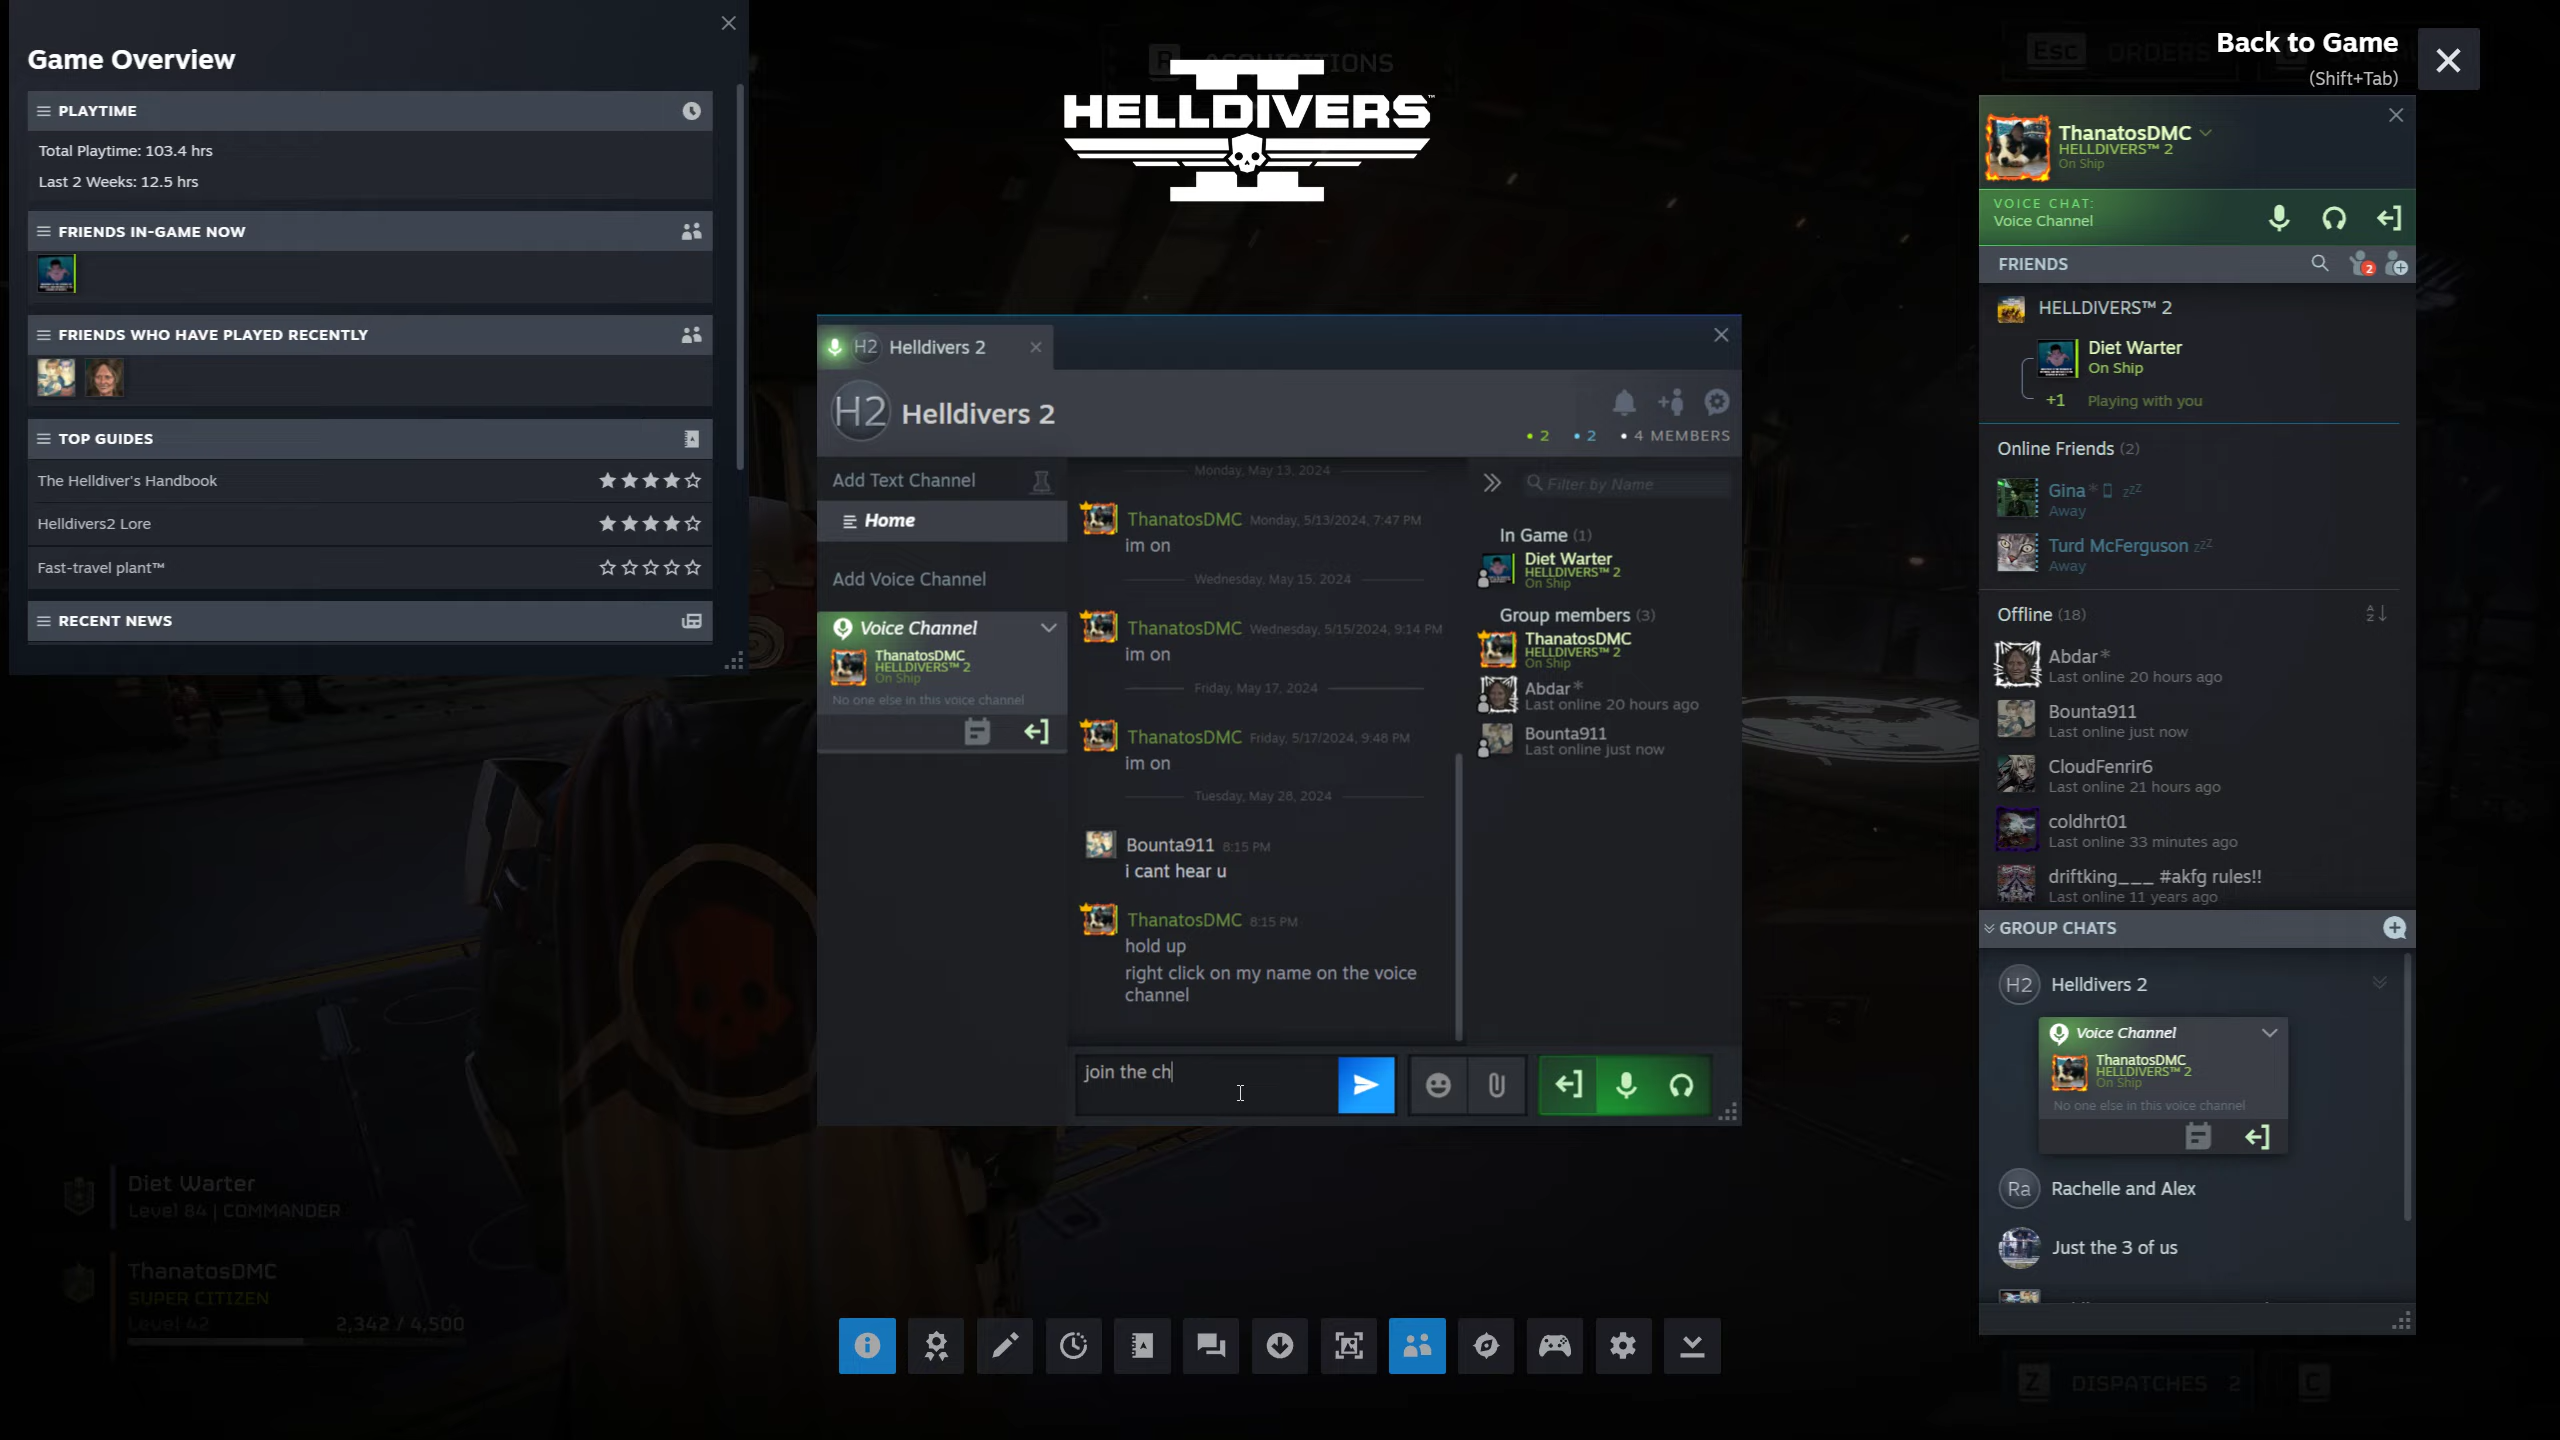 Game Overview
PLAYTIME
Total Playtime: 103.4 hrs
Last 2 Weeks: 12.5 hrs
FRIENDS IN-GAME NOW
FRIENDS WHO HAVE PLAYED RECENTLY
TOP GUIDES
The Helldiver's Handbook
Helldivers2 Lore
Fast-travel plant™
RECENT NEWS
R ACQUISITIONS
HELLDIVERS™
II
Esc ORDERS
Back to Game
(Shift+Tab)
H2 Helldivers 2
H2 Helldivers 2
• 2 • 2 • 4 MEMBERS
Add Text Channel
Home
Add Voice Channel
Voice Channel
ThanatosDMC
HELLDIVERS™ 2
On Ship
No one else in this voice channel
Monday, May 13, 2024
ThanatosDMC Monday, 5/13/2024, 7:47 PM
im on
Wednesday, May 15, 2024
ThanatosDMC Wednesday, 5/15/2024, 9:14 PM
im on
Friday, May 17, 2024
ThanatosDMC Friday, 5/17/2024, 9:48 PM
im on
Tuesday, May 28, 2024
Bounta911 8:15 PM
i cant hear u
ThanatosDMC 8:15 PM
hold up
right click on my name on the voice
channel
join the ch
Filter by Name
In Game (1)
Diet Warter
HELLDIVERS™ 2
On Ship
Group members (3)
ThanatosDMC
HELLDIVERS™ 2
On Ship
Abdar*
Last online 20 hours ago
Bounta911
Last online just now
ThanatosDMC
HELLDIVERS™ 2
On Ship
VOICE CHAT:
Voice Channel
FRIENDS
2
HELLDIVERS™ 2
Diet Warter
On Ship
+1 Playing with you
Online Friends (2)
Gina* zzz
Away
Turd McFerguson zzz
Away
Offline (18)
Abdar*
Last online 20 hours ago
Bounta911
Last online just now
CloudFenrir6
Last online 21 hours ago
coldhrt01
Last online 33 minutes ago
driftking___ #akfg rules!!
Last online 11 years ago
GROUP CHATS
H2 Helldivers 2
Voice Channel
ThanatosDMC
HELLDIVERS™ 2
On Ship
No one else in this voice channel
Ra Rachelle and Alex
Just the 3 of us
Diet Warter
Level 84 | COMMANDER
ThanatosDMC
SUPER CITIZEN
Level 42 2,342 / 4,500
Z DISPATCHES 2 C